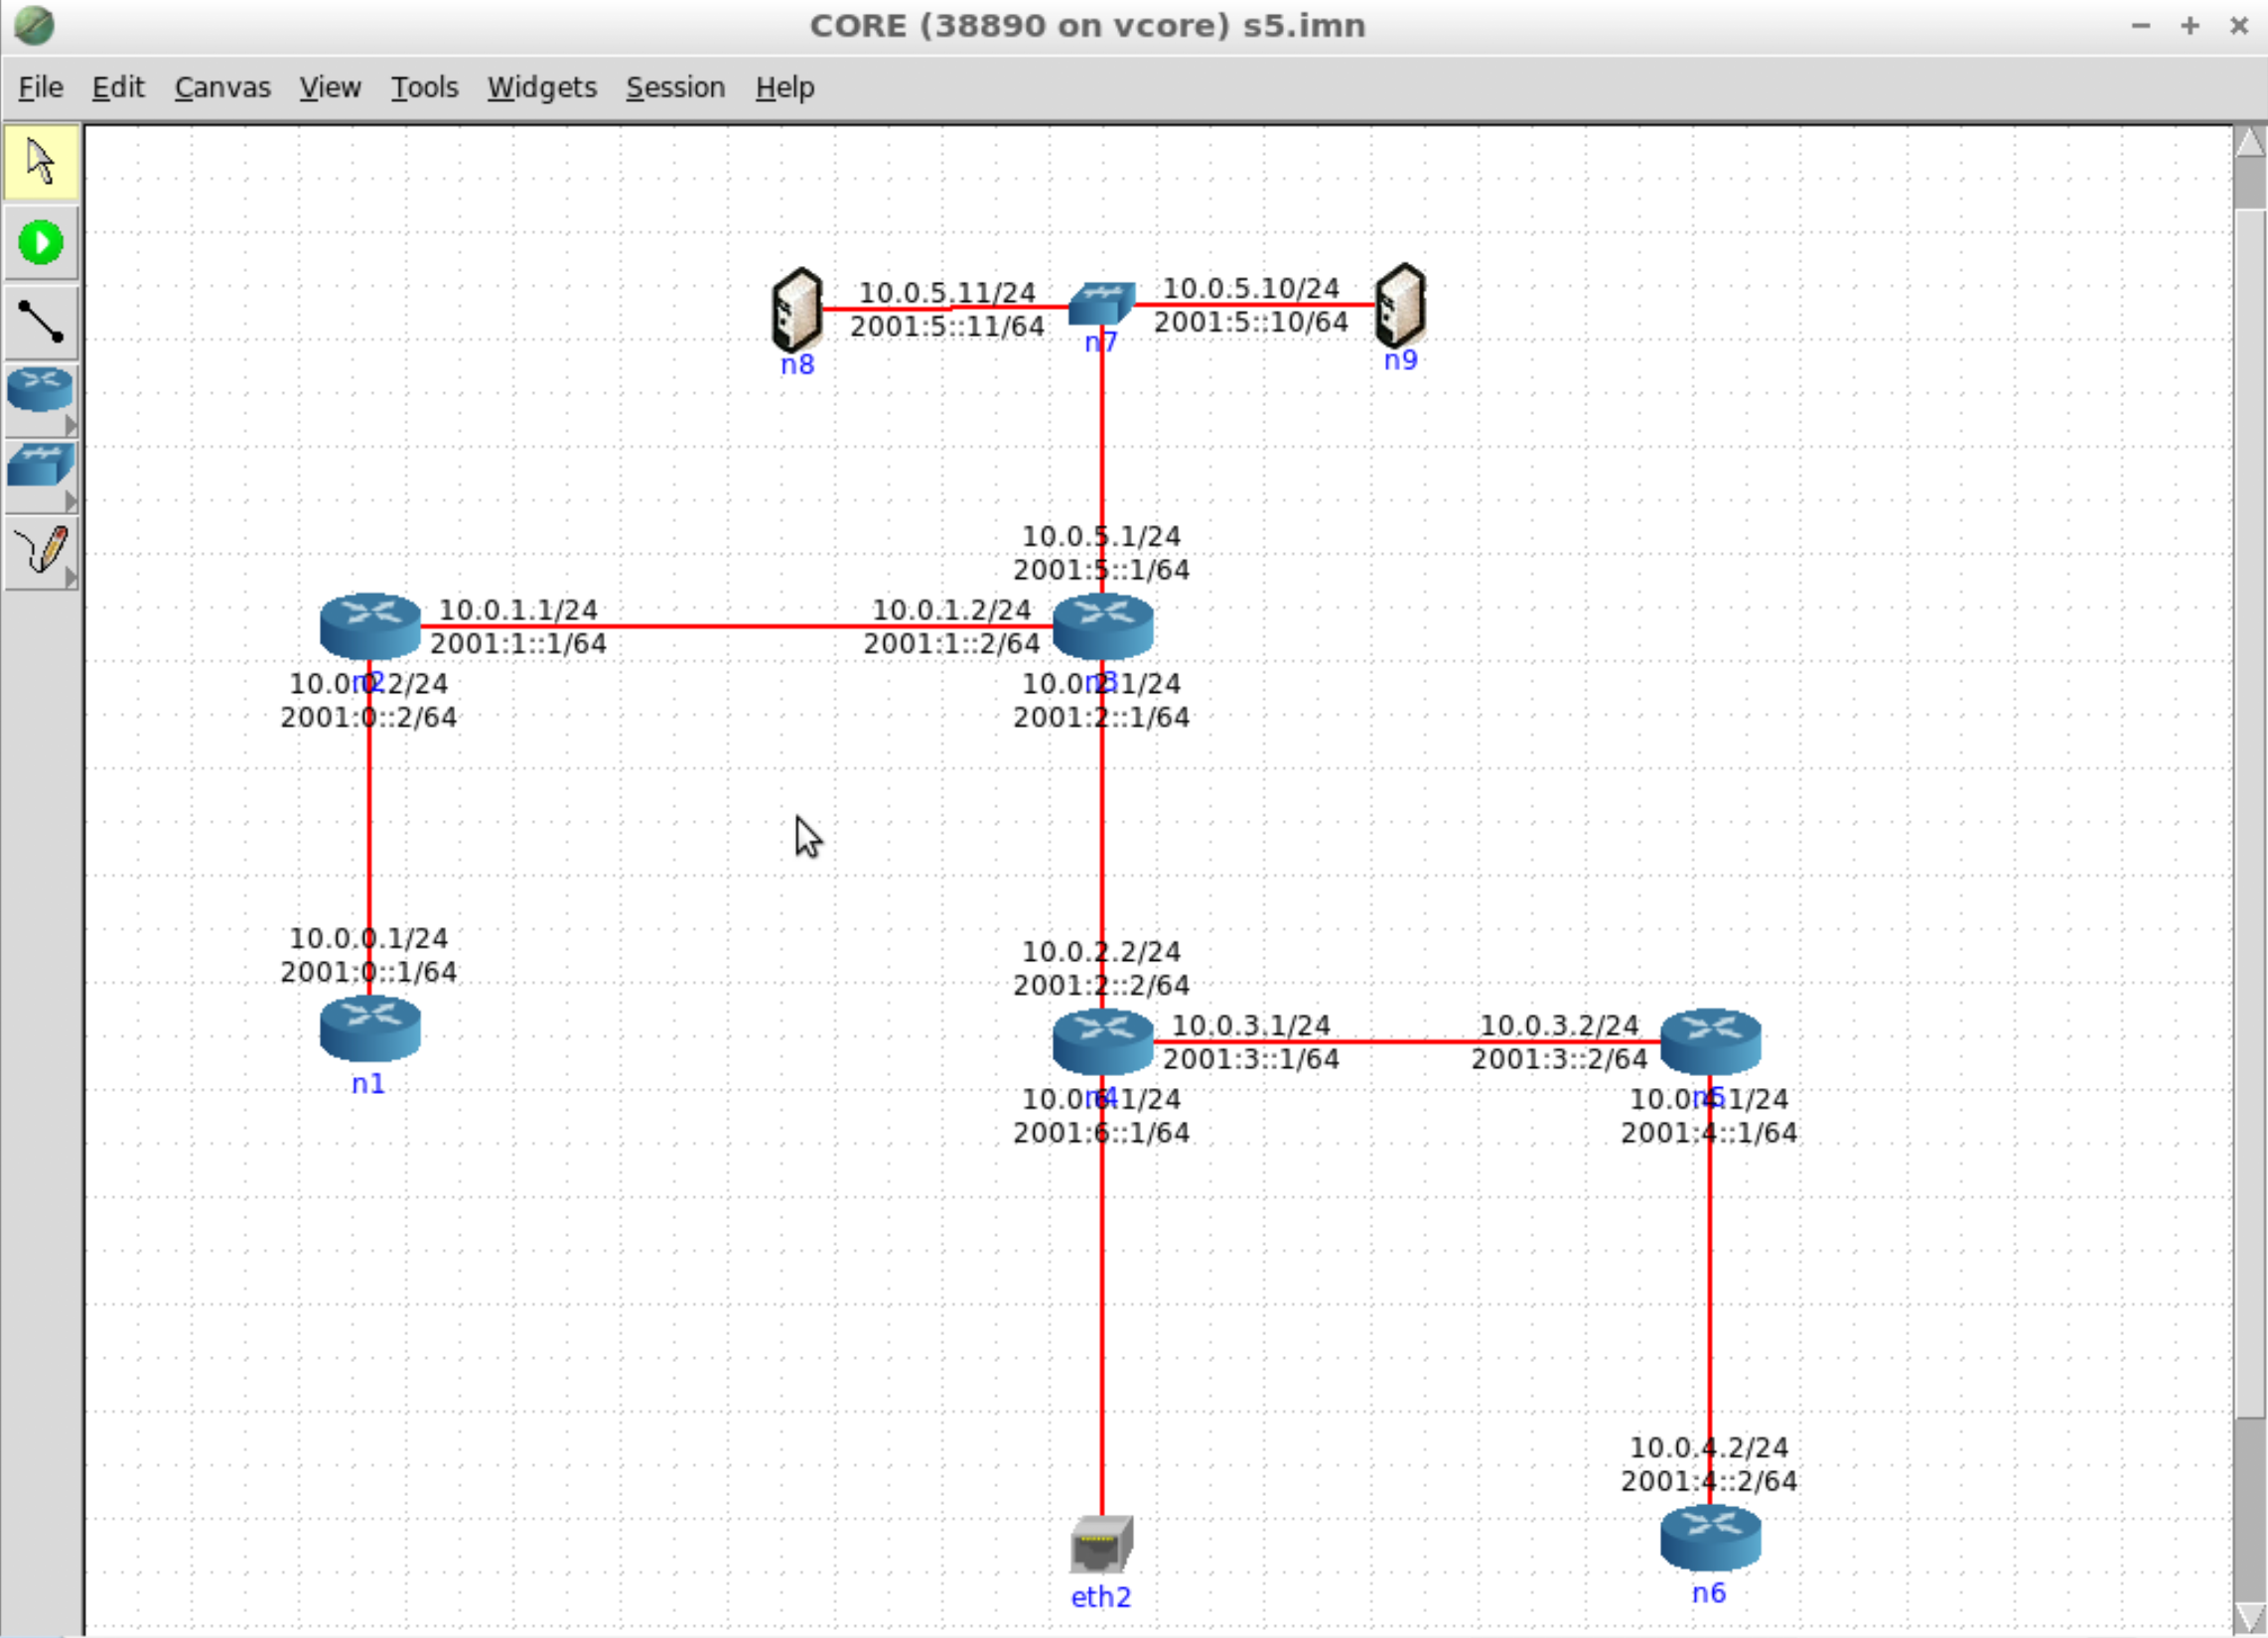 CORE (38890 on vcore) s5.imn
File Edit Canvas View Tools Widgets Session Help
10.0.5.11/24
2001:5::11/64
10.0.5.10/24
2001:5::10/64
n8
n7
n9
10.0.5.1/24
2001:5::1/64
10.0.1.1/24
2001:1::1/64
10.0.1.2/24
2001:1::2/64
n2
10.0.0.2/24
2001:0::2/64
n3
10.0.2.1/24
2001:2::1/64
10.0.0.1/24
2001:0::1/64
n1
10.0.2.2/24
2001:2::2/64
10.0.3.1/24
2001:3::1/64
10.0.3.2/24
2001:3::2/64
n4
10.0.6.1/24
2001:6::1/64
n5
10.0.4.1/24
2001:4::1/64
10.0.4.2/24
2001:4::2/64
eth2
n6